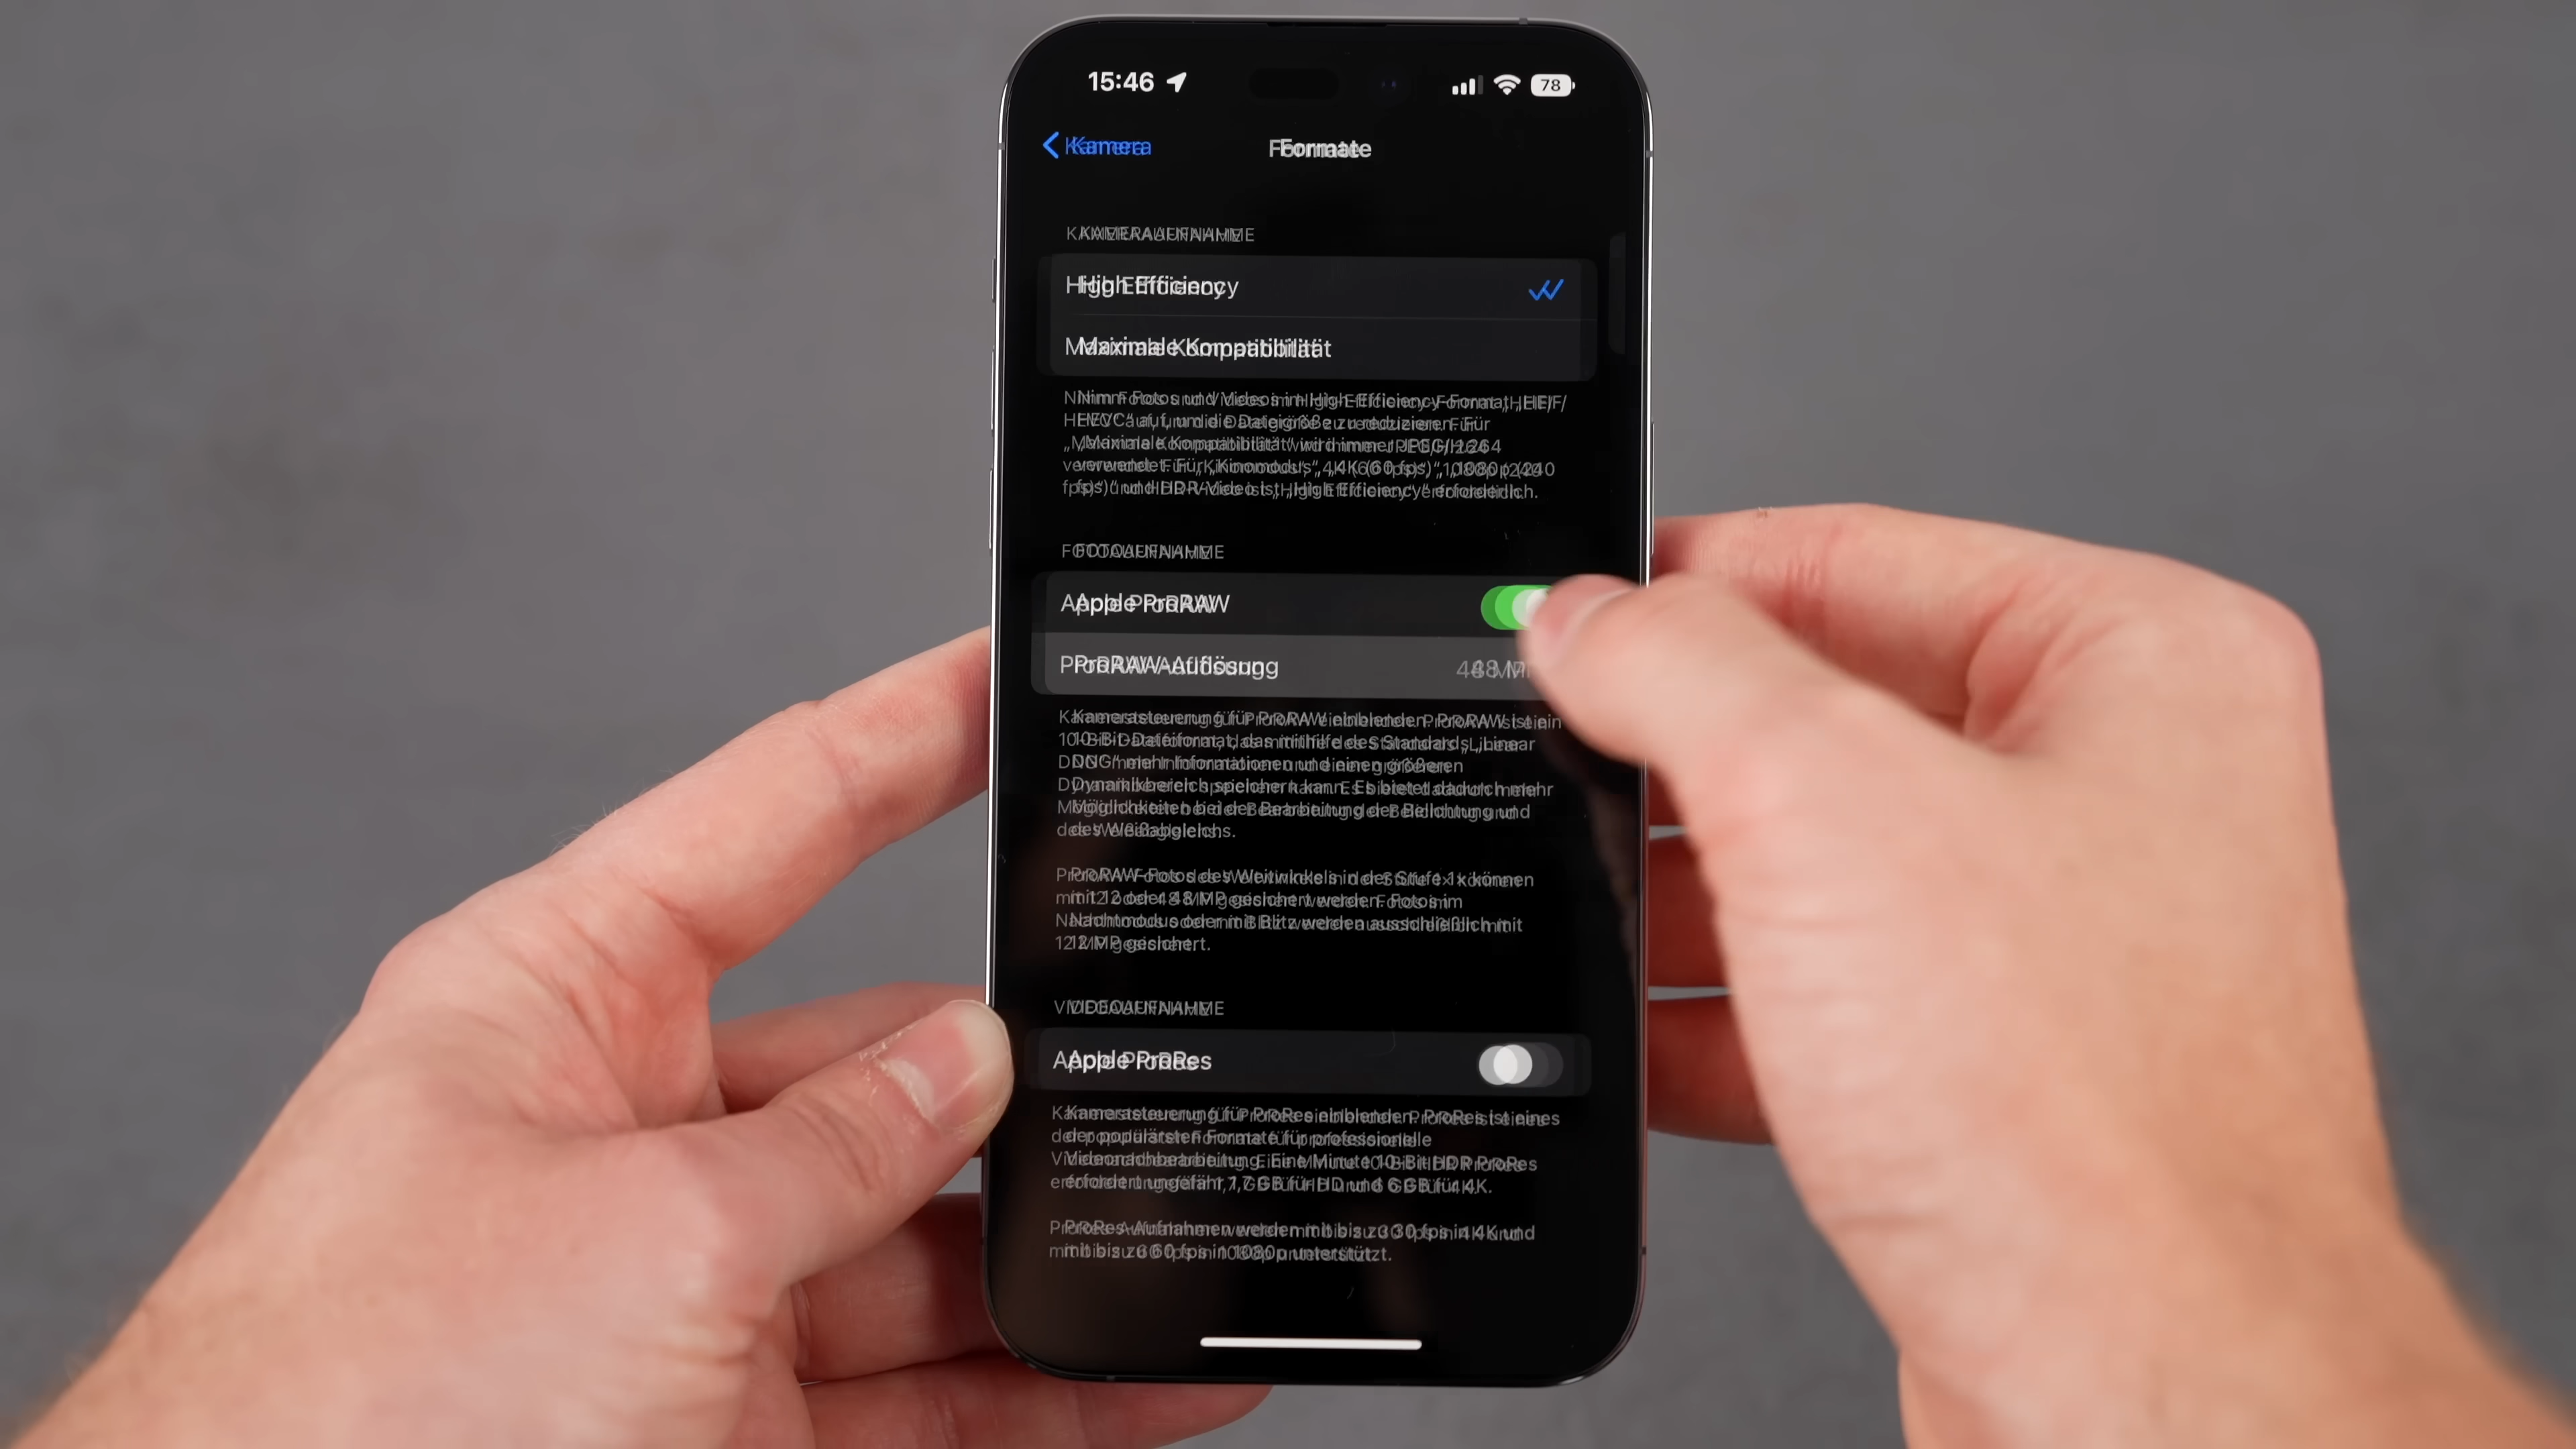 15:46
78
Kamera
Formate
KAMERAAUFNAHME
High Efficiency
Maximale Kompatibilität
Nimm Fotos und Videos im High-Efficiency-Format „HEIF/
HEVC“ auf, um die Dateigröße zu reduzieren. Für
„Maximale Kompatibilität“ wird immer JPEG/H.264
verwendet. Für „Kinomodus“, „4K (60 fps)“, „1080p (240
fps)“ und HDR-Video ist „High Efficiency“ erforderlich.
FOTOAUFNAHME
Apple ProRAW
ProRAW-Auflösung
48
Kamerasteuerung für ProRAW einblenden. ProRAW ist ein
10-Bit-Dateiformat, das mithilfe des Standards „Linear
DNG“ mehr Informationen und einen größeren
Dynamikbereich speichern kann. Es bietet dadurch mehr
Möglichkeiten bei der Bearbeitung der Belichtung und
des Weißabgleichs.
ProRAW-Fotos des Weitwinkels in der Stufe 1x können
mit 12 oder 48 MP gesichert werden. Fotos im
Nachtmodus oder mit Blitz werden ausschließlich mit
12 MP gesichert.
VIDEOAUFNAHME
Apple ProRes
Kamerasteuerung für ProRes einblenden. ProRes ist eines
der populärsten Formate für professionelle
Videonachbearbeitung. Eine Minute 10-Bit-HDR ProRes
erfordert ungefähr 1,7 GB für HD und 6 GB für 4K.
ProRes-Aufnahmen werden mit bis zu 30 fps in 4K und
mit bis zu 60 fps in 1080p unterstützt.